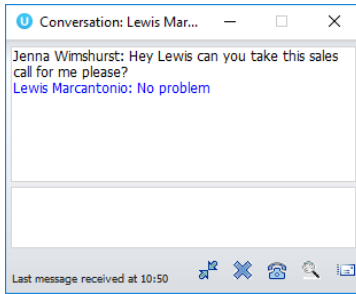 Conversation: Lewis Mar...
Jenna Wimshurst: Hey Lewis can you take this sales
call for me please?
Lewis Marcantonio: No problem
Last message received at 10:50